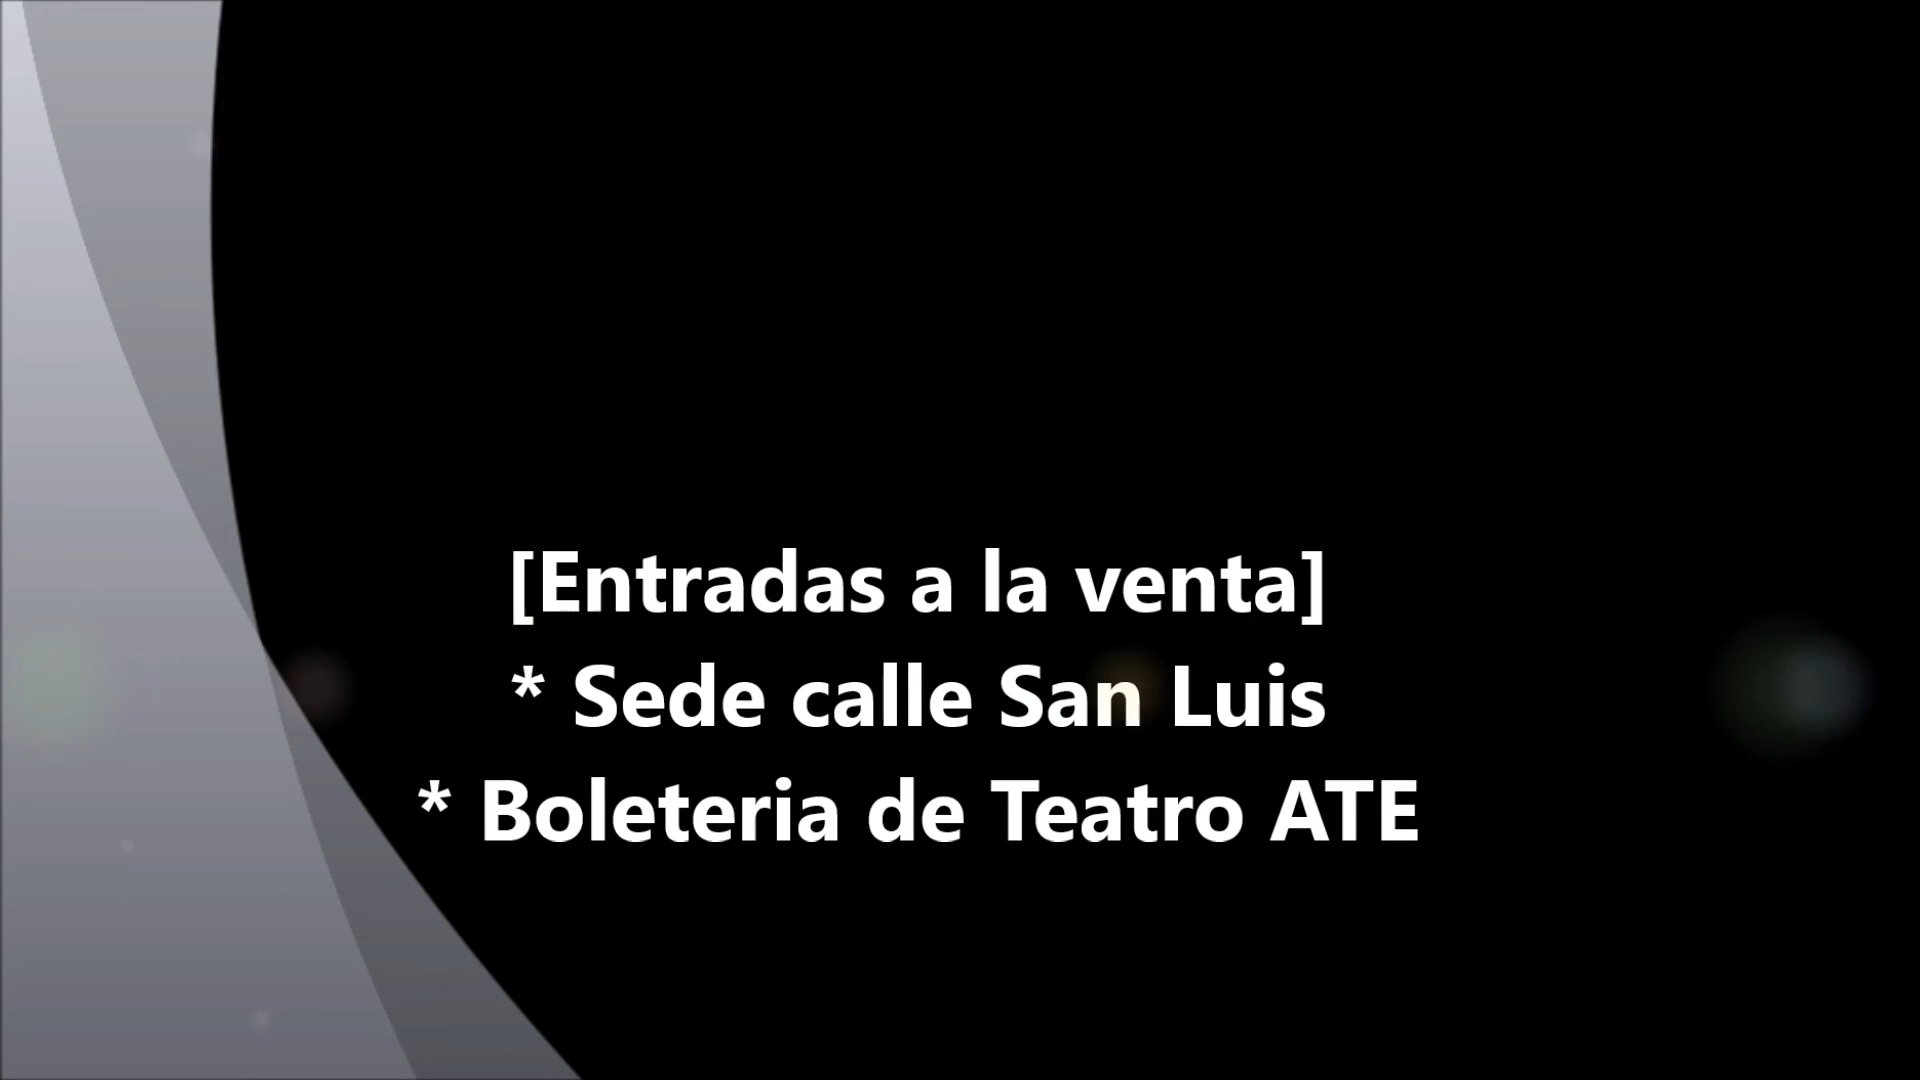 [Entradas a la venta]
* Sede calle San Luis
* Boleteria de Teatro ATE